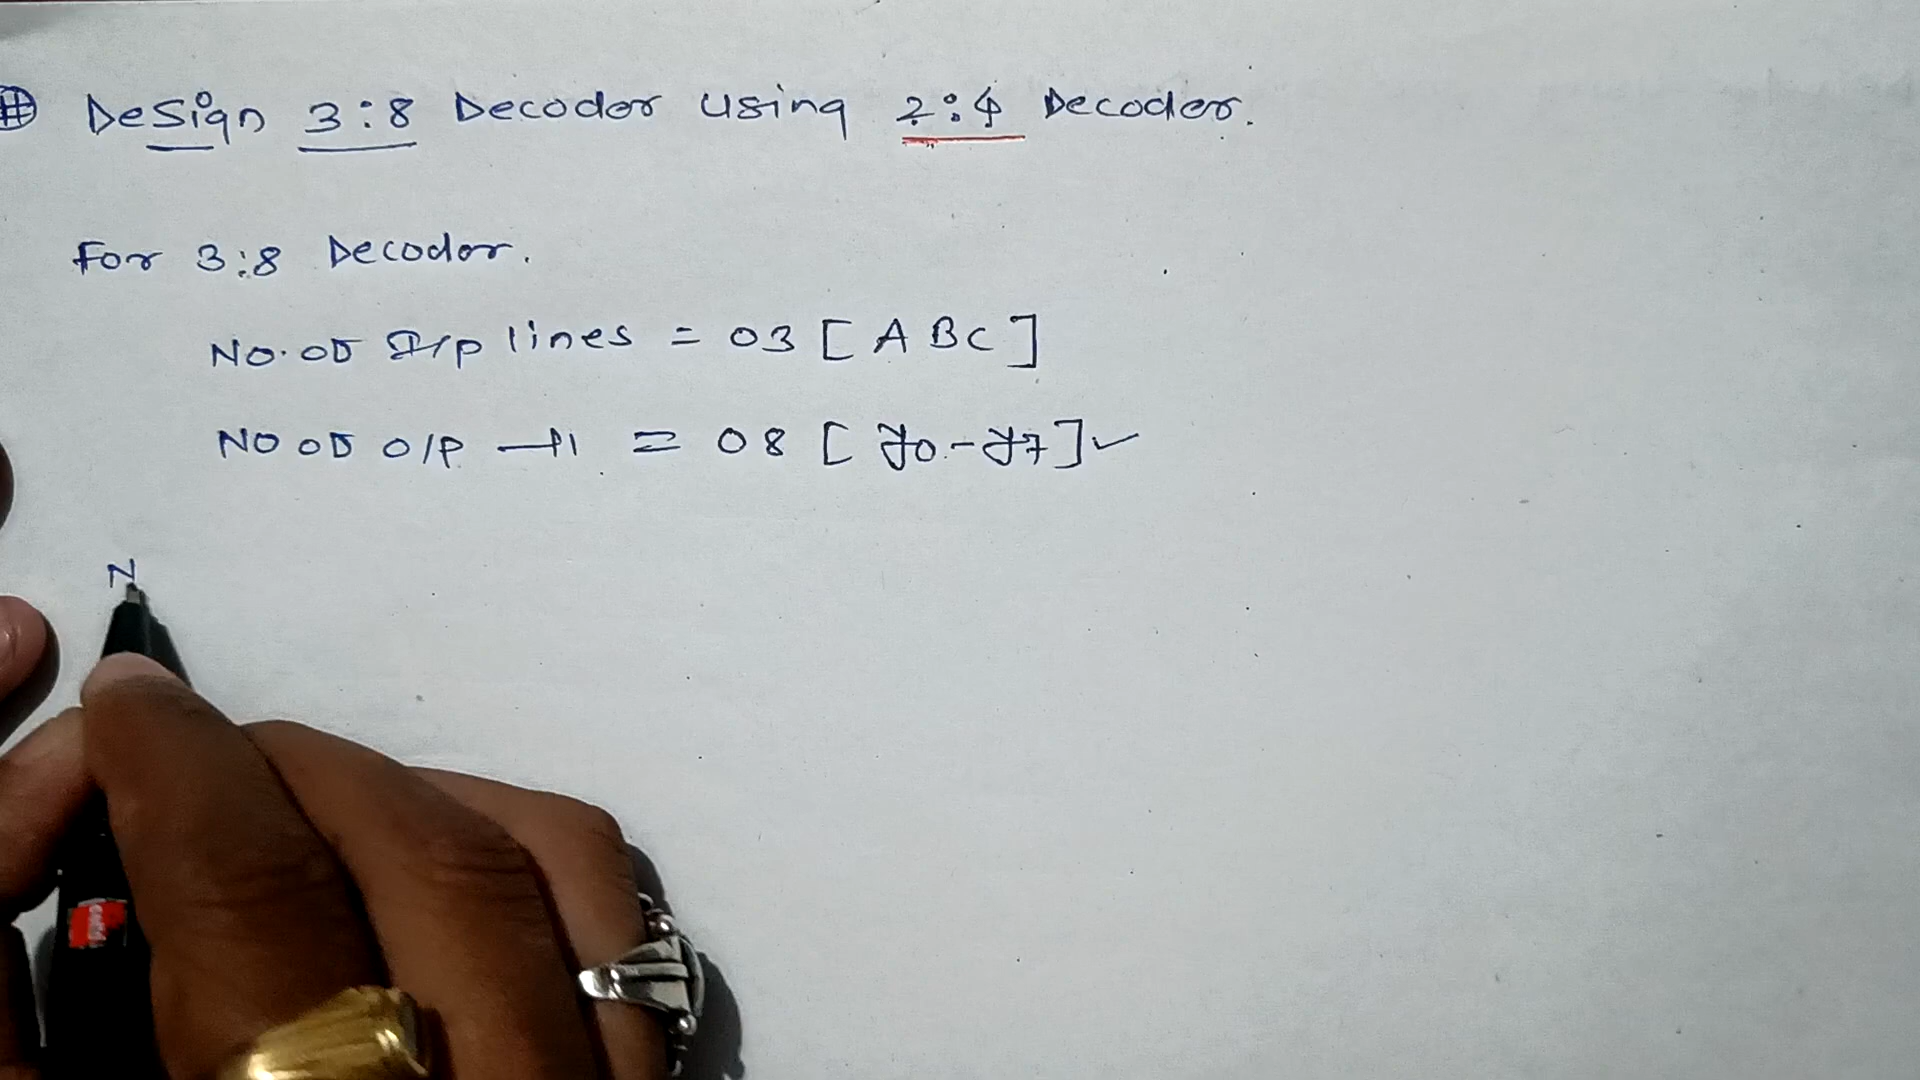 Design 3:8 Decoder using 2:4 Decoder.
For 3:8 Decoder.
No. of I/p lines = 03 [ A B C ]
No of o/p —11 = 08 [ Y0 - Y7 ] ✓
N